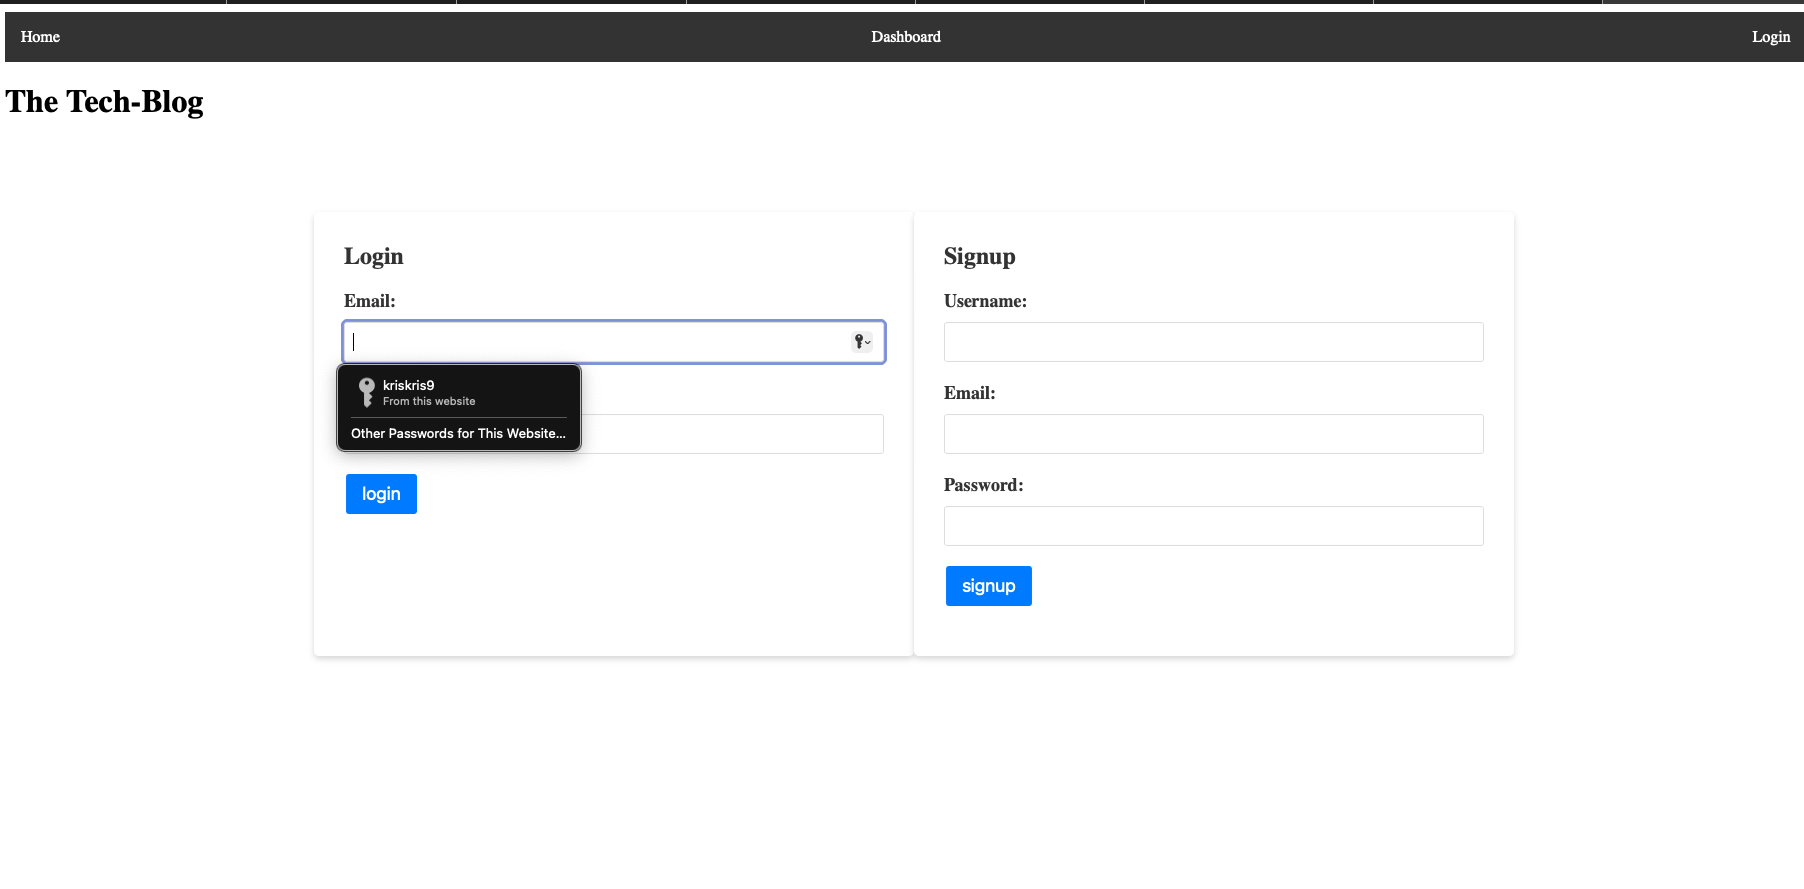 Home
Dashboard
Login
The Tech-Blog
Login
Email:
kriskris9
From this website
Other Passwords for This Website...
login
Signup
Username:
Email:
Password:
signup